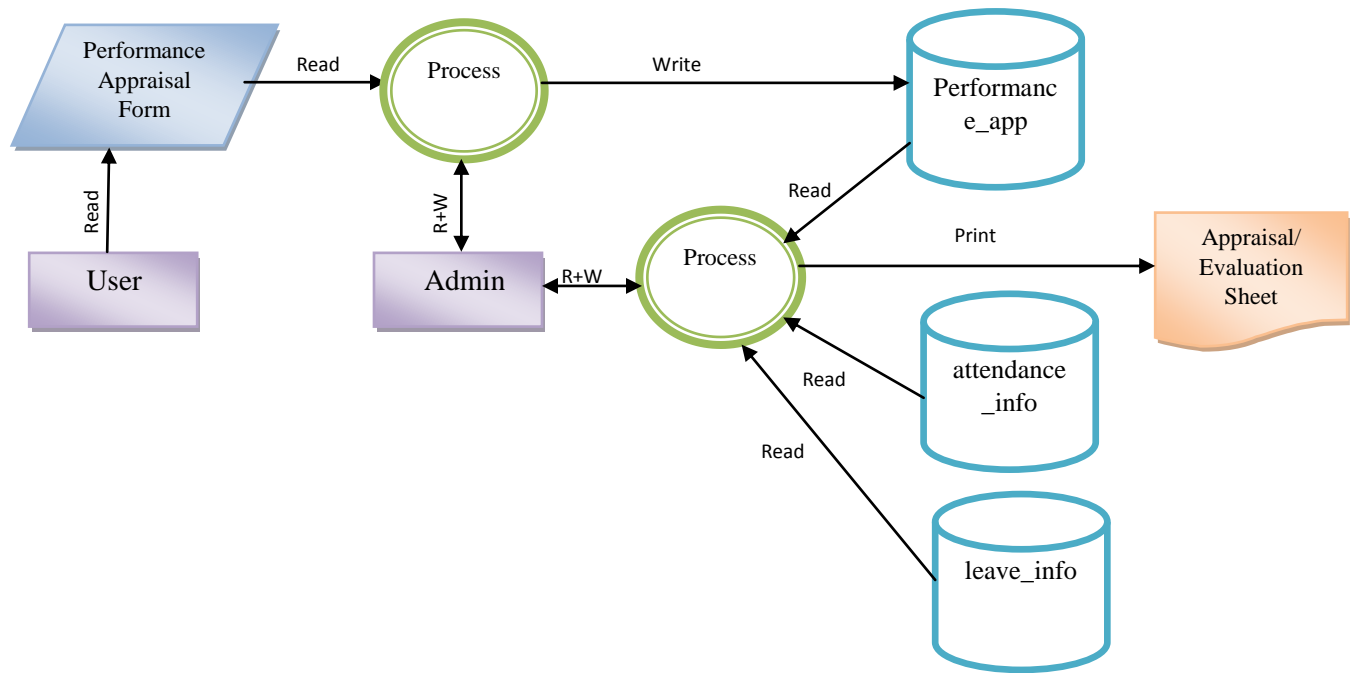 Performance
Appraisal
Form
Read
Process
Write
Performanc
e_app
Read
R+W
Read
User
Admin
R+W
Process
Print
Appraisal/
Evaluation
Sheet
Read
attendance
_info
Read
leave_info